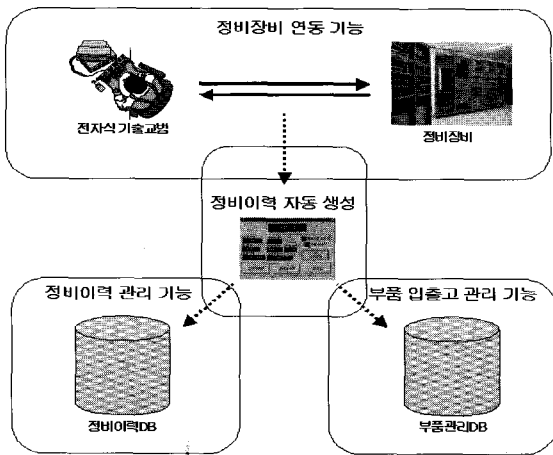 정비장비 연동 기능
전자식 기술교범
정비장비
정비이력 자동 생성
정비이력 관리 기능
부품 입출고 관리 기능
정비이력DB
부품관리DB